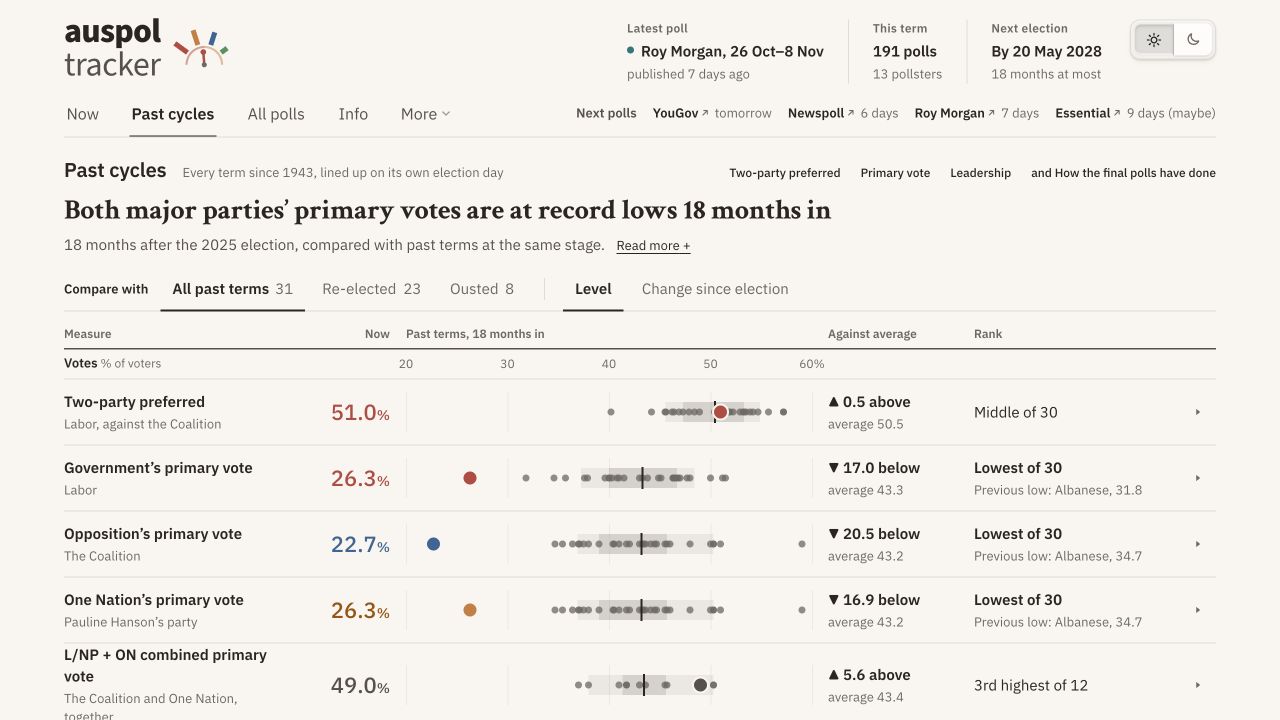 auspol
tracker
Latest poll
Roy Morgan, 26 Oct–8 Nov
published 7 days ago
This term
191 polls
13 pollsters
Next election
By 20 May 2028
18 months at most
Now Past cycles All polls Info More
Next polls YouGov ↗ tomorrow Newspoll ↗ 6 days Roy Morgan ↗ 7 days Essential ↗ 9 days (maybe)
Past cycles Every term since 1943, lined up on its own election day
Two-party preferred Primary vote Leadership and How the final polls have done
Both major parties’ primary votes are at record lows 18 months in
18 months after the 2025 election, compared with past terms at the same stage. Read more +
Compare with All past terms 31 Re-elected 23 Ousted 8 Level Change since election
Measure Now Past terms, 18 months in Against average Rank
Votes % of voters 20 30 40 50 60%
Two-party preferred
Labor, against the Coalition
51.0%
▲ 0.5 above
average 50.5
Middle of 30
Government’s primary vote
Labor
26.3%
▼ 17.0 below
average 43.3
Lowest of 30
Previous low: Albanese, 31.8
Opposition’s primary vote
The Coalition
22.7%
▼ 20.5 below
average 43.2
Lowest of 30
Previous low: Albanese, 34.7
One Nation’s primary vote
Pauline Hanson’s party
26.3%
▼ 16.9 below
average 43.2
Lowest of 30
Previous low: Albanese, 34.7
L/NP + ON combined primary
vote
The Coalition and One Nation,
together
49.0%
▲ 5.6 above
average 43.4
3rd highest of 12